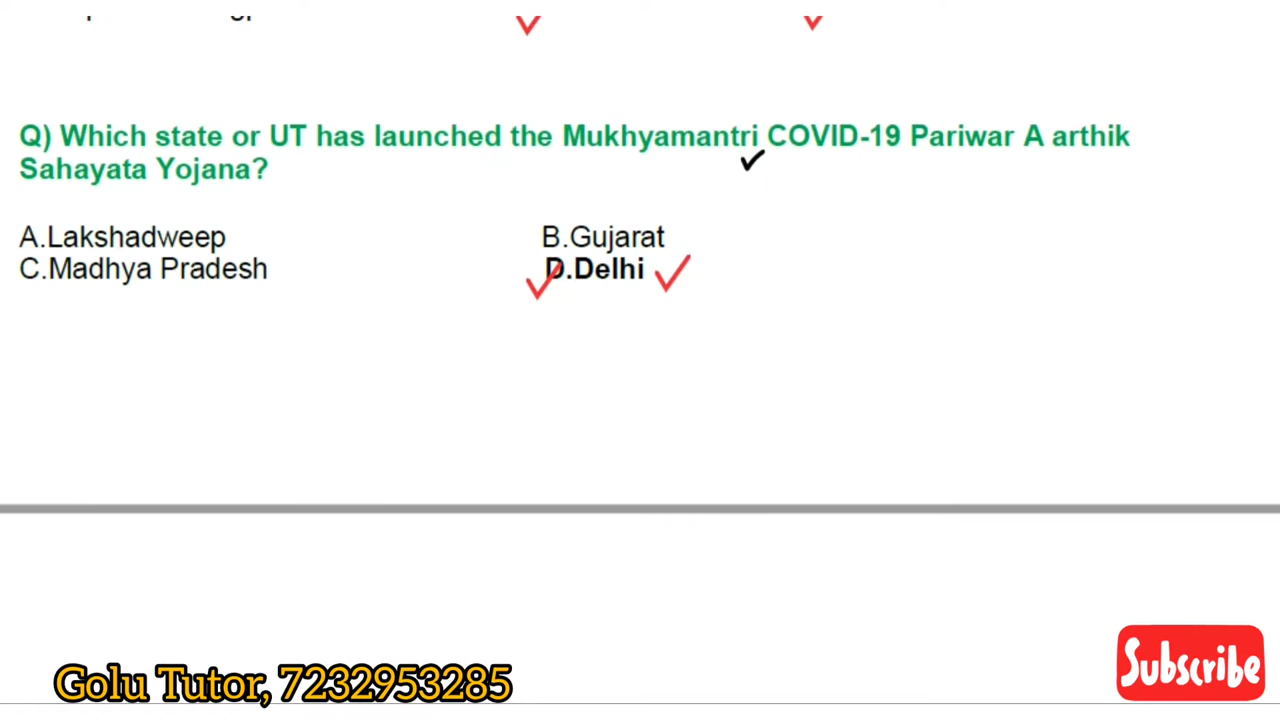 Q) Which state or UT has launched the Mukhyamantri COVID-19 Pariwar A arthik
Sahayata Yojana?
A.Lakshadweep B.Gujarat
C.Madhya Pradesh D.Delhi
Golu Tutor, 7232953285
Subscribe